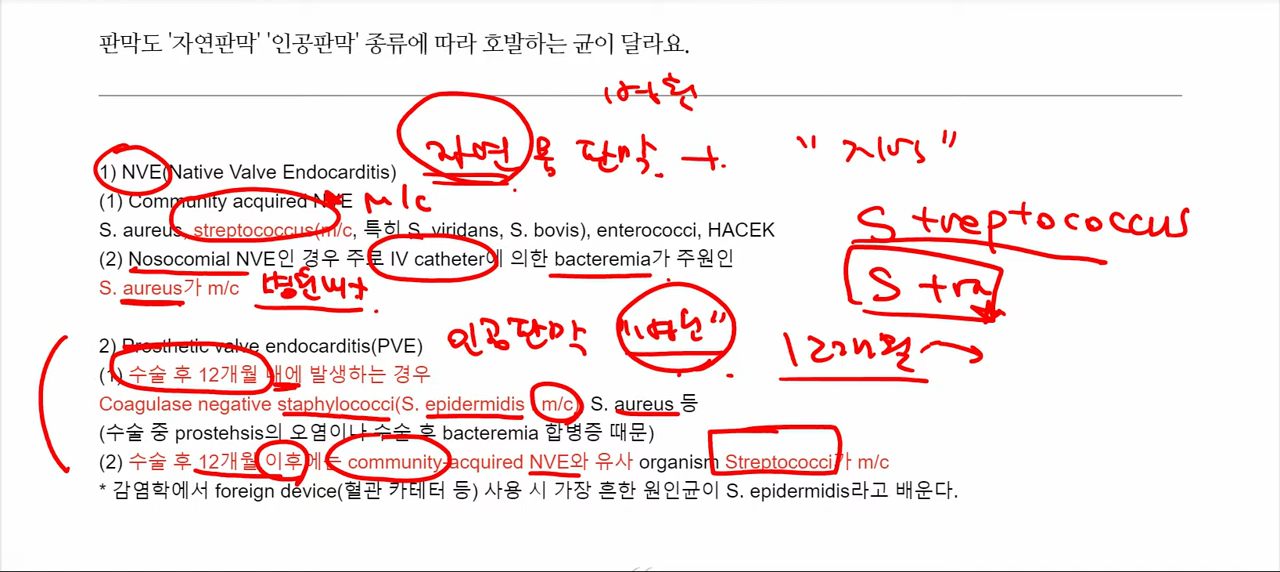 판막도 '자연판막' '인공판막' 종류에 따라 호발하는 균이 달라요.
1년
자연 판막 + "지역"
1) NVE(Native Valve Endocarditis)
(1) Community acquired NVE m/c
Streptococcus
S. aureus, streptococcus(m/c, 특히 S. viridans, S. bovis), enterococci, HACEK
(2) Nosocomial NVE인 경우 주로 IV catheter에 의한 bacteremia가 주원인
S. aureus가 m/c
인공판막 "1년" 12개월 →
2) Prosthetic valve endocarditis(PVE)
(1) 수술 후 12개월 내에 발생하는 경우
Coagulase negative staphylococci(S. epidermidis m/c), S. aureus 등
(수술 중 prostehsis의 오염이나 수술 후 bacteremia 합병증 때문)
(2) 수술 후 12개월 이후에는 community-acquired NVE와 유사 organism Streptococci가 m/c
* 감염학에서 foreign device(혈관 카테터 등) 사용 시 가장 흔한 원인균이 S. epidermidis라고 배운다.